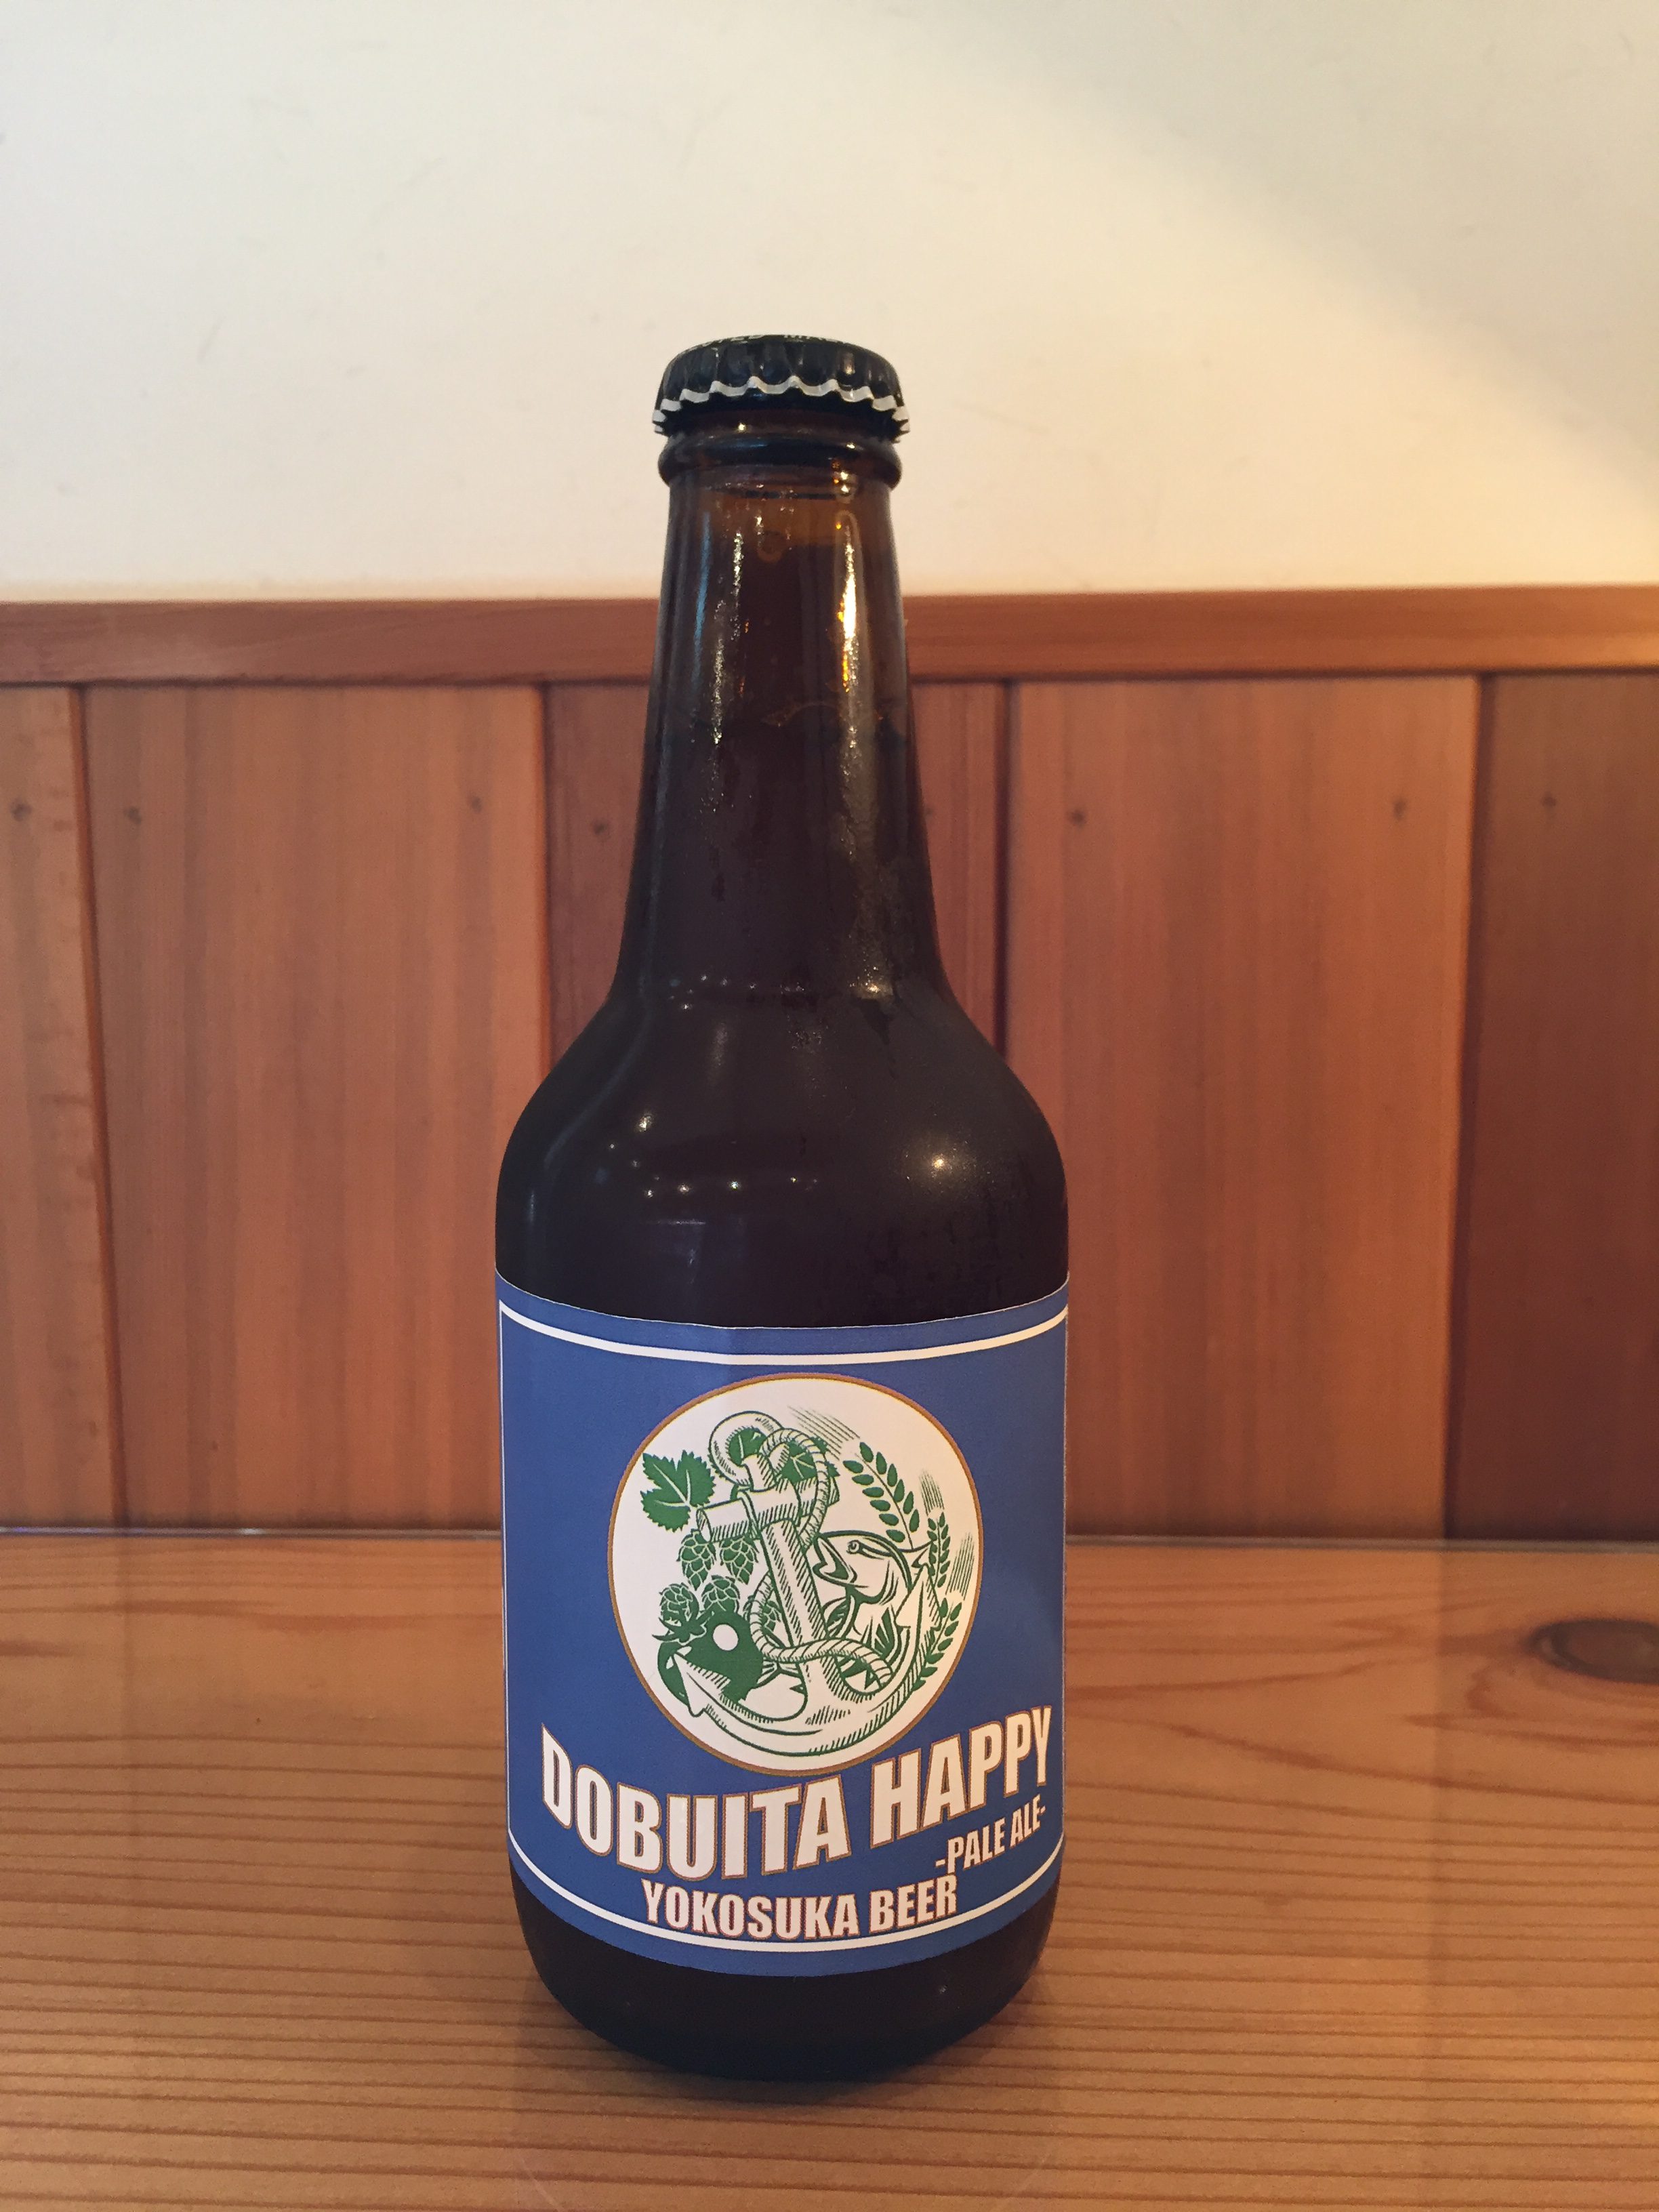 DOBUITA HAPPY
-PALE ALE-
YOKOSUKA BEER